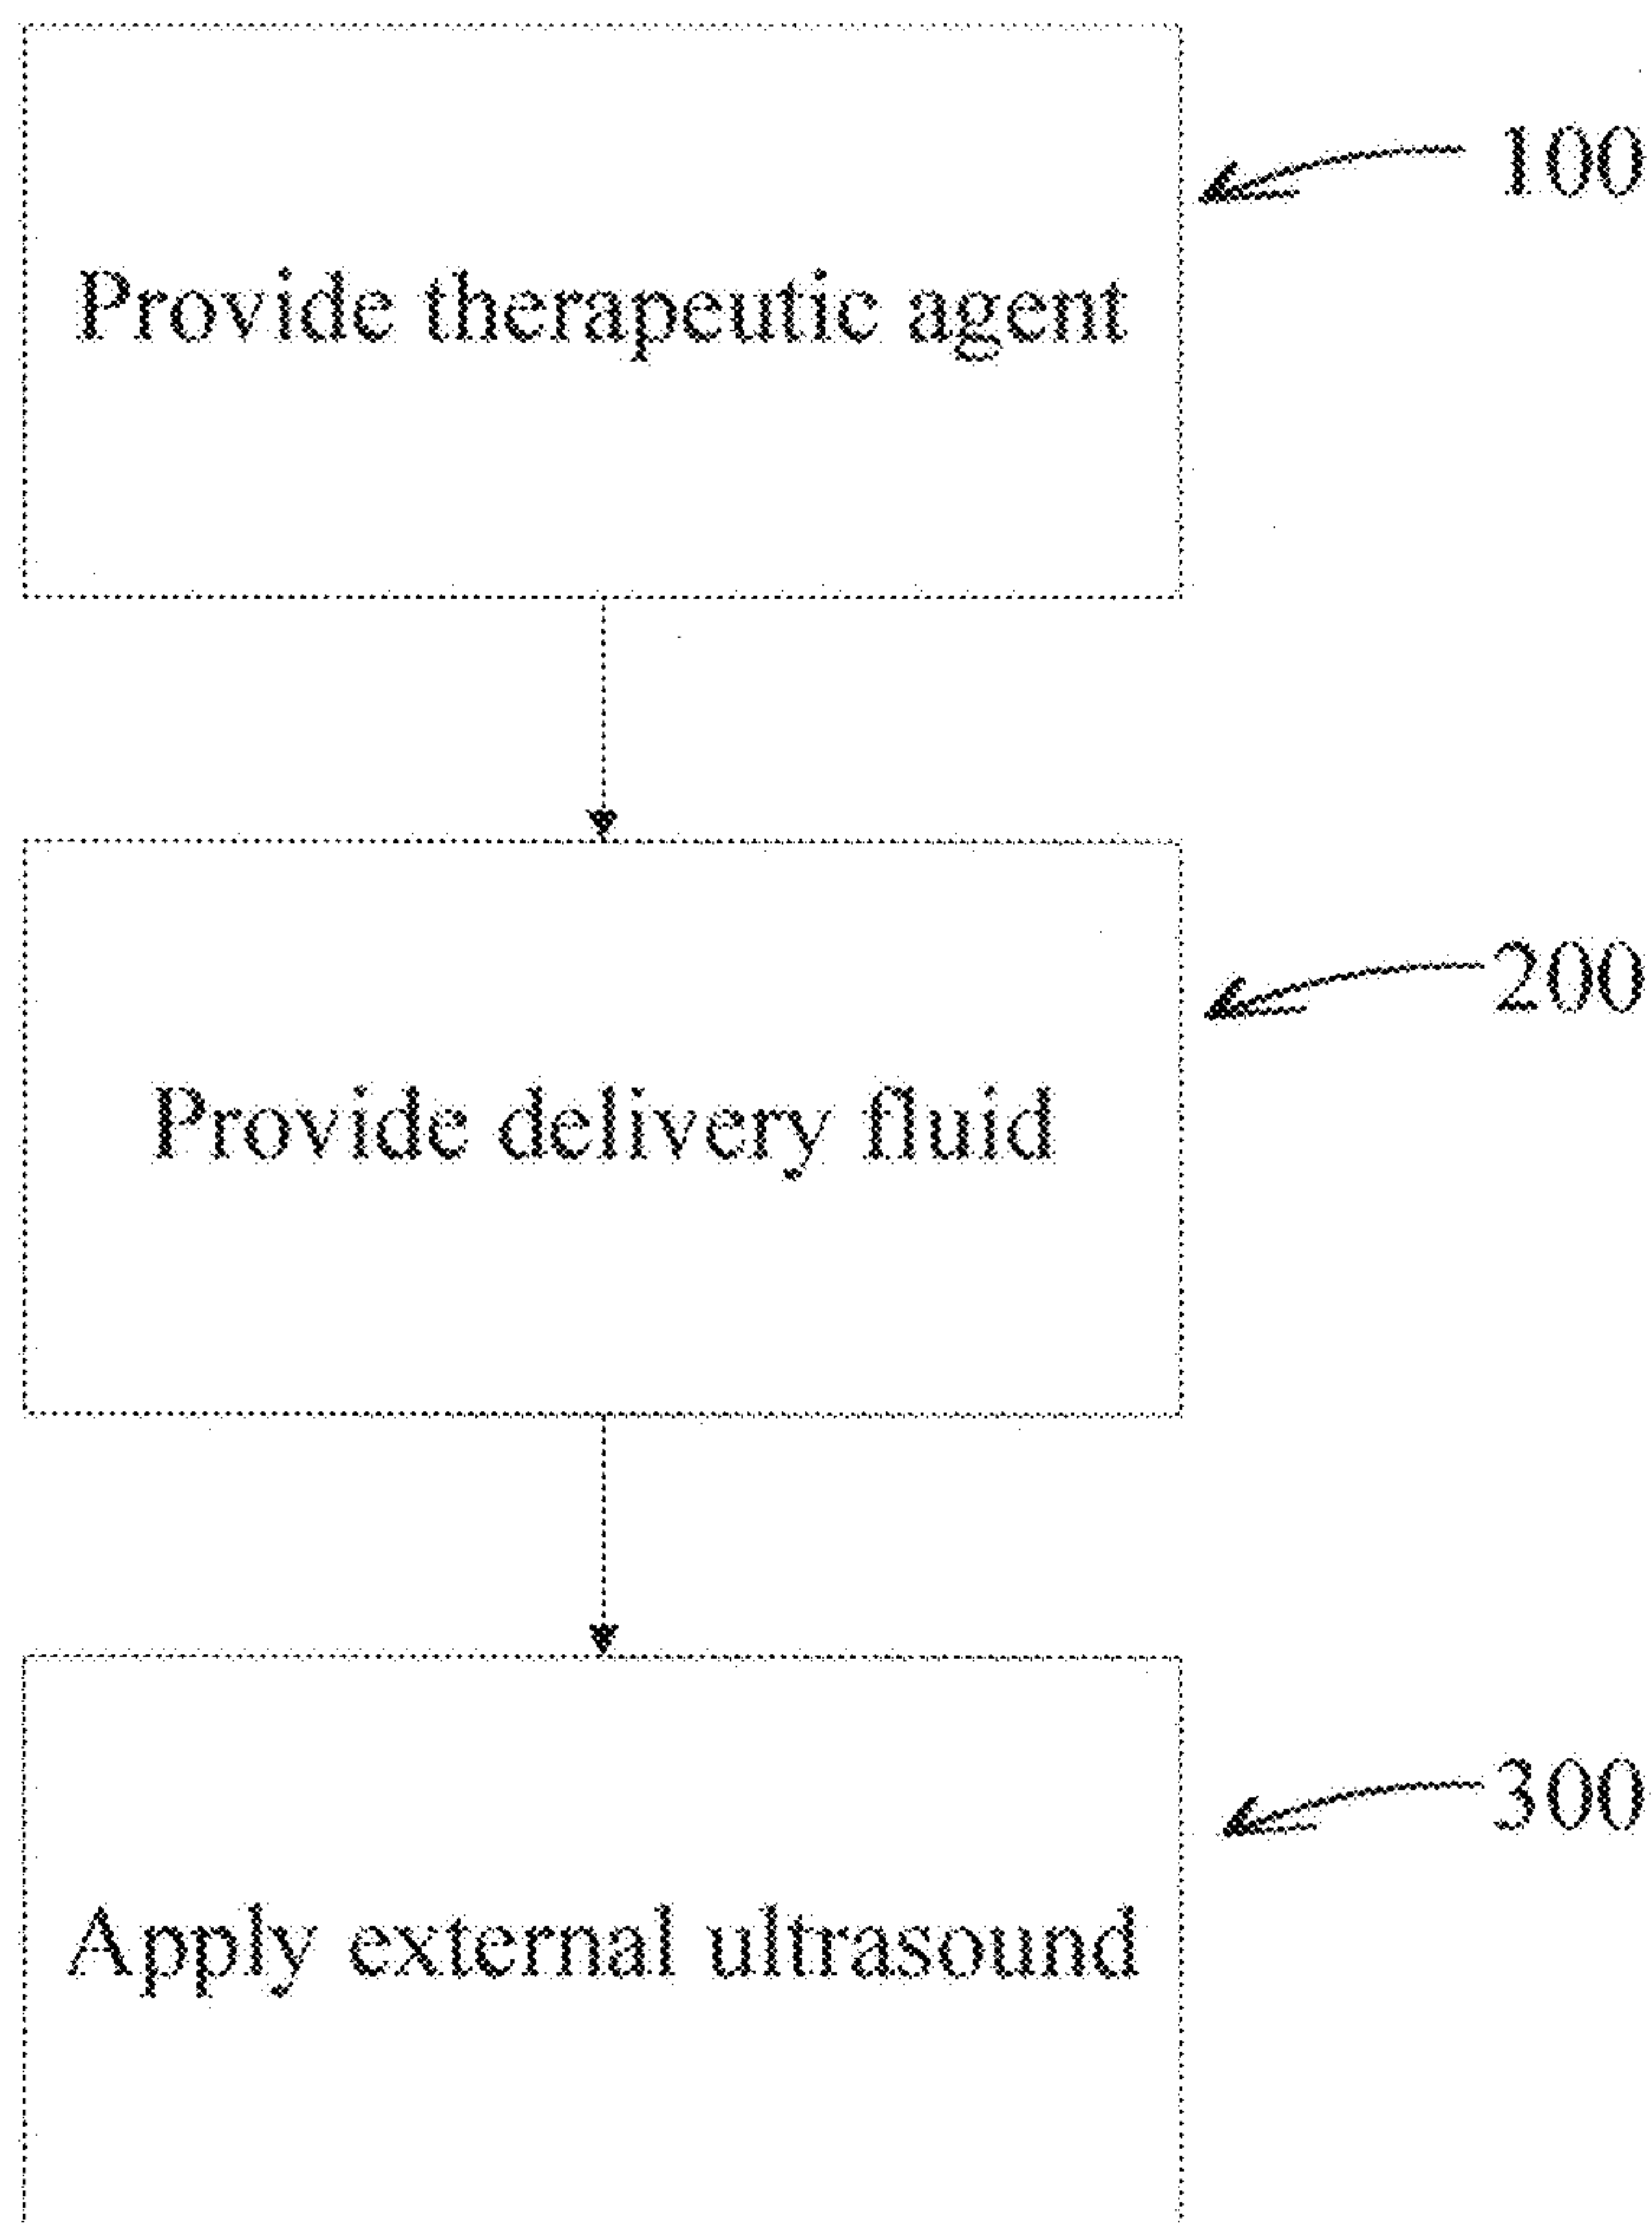 100
Provide therapeutic agent
200
Provide delivery fluid
300
Apply external ultrasound